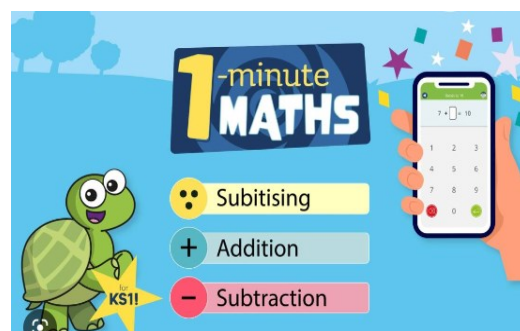 1-minute
MATHS
Subitising
+ Addition
- Subtraction
for
KS1!
7 + = 10
1 2 3
4 5 6
7 8 9
0